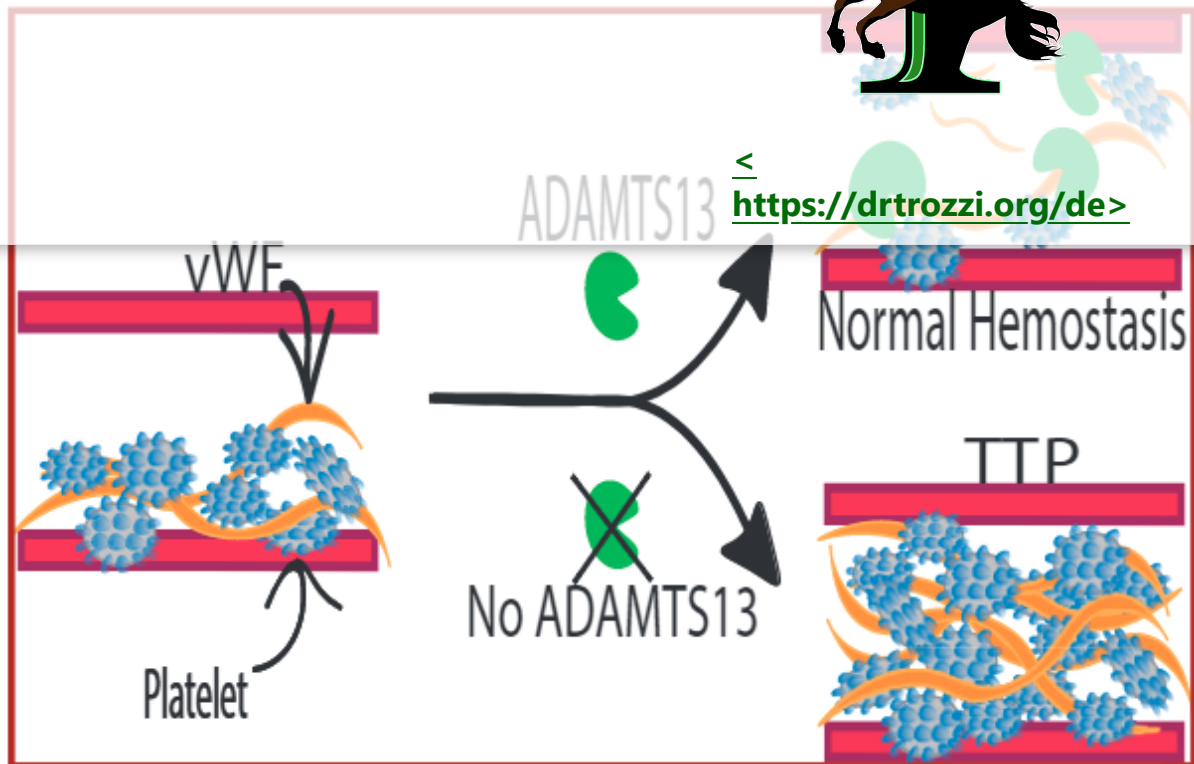 <
https://drtrozzi.org/de>
ADAMTS13
vWF
Normal Hemostasis
TTP
No ADAMTS13
Platelet